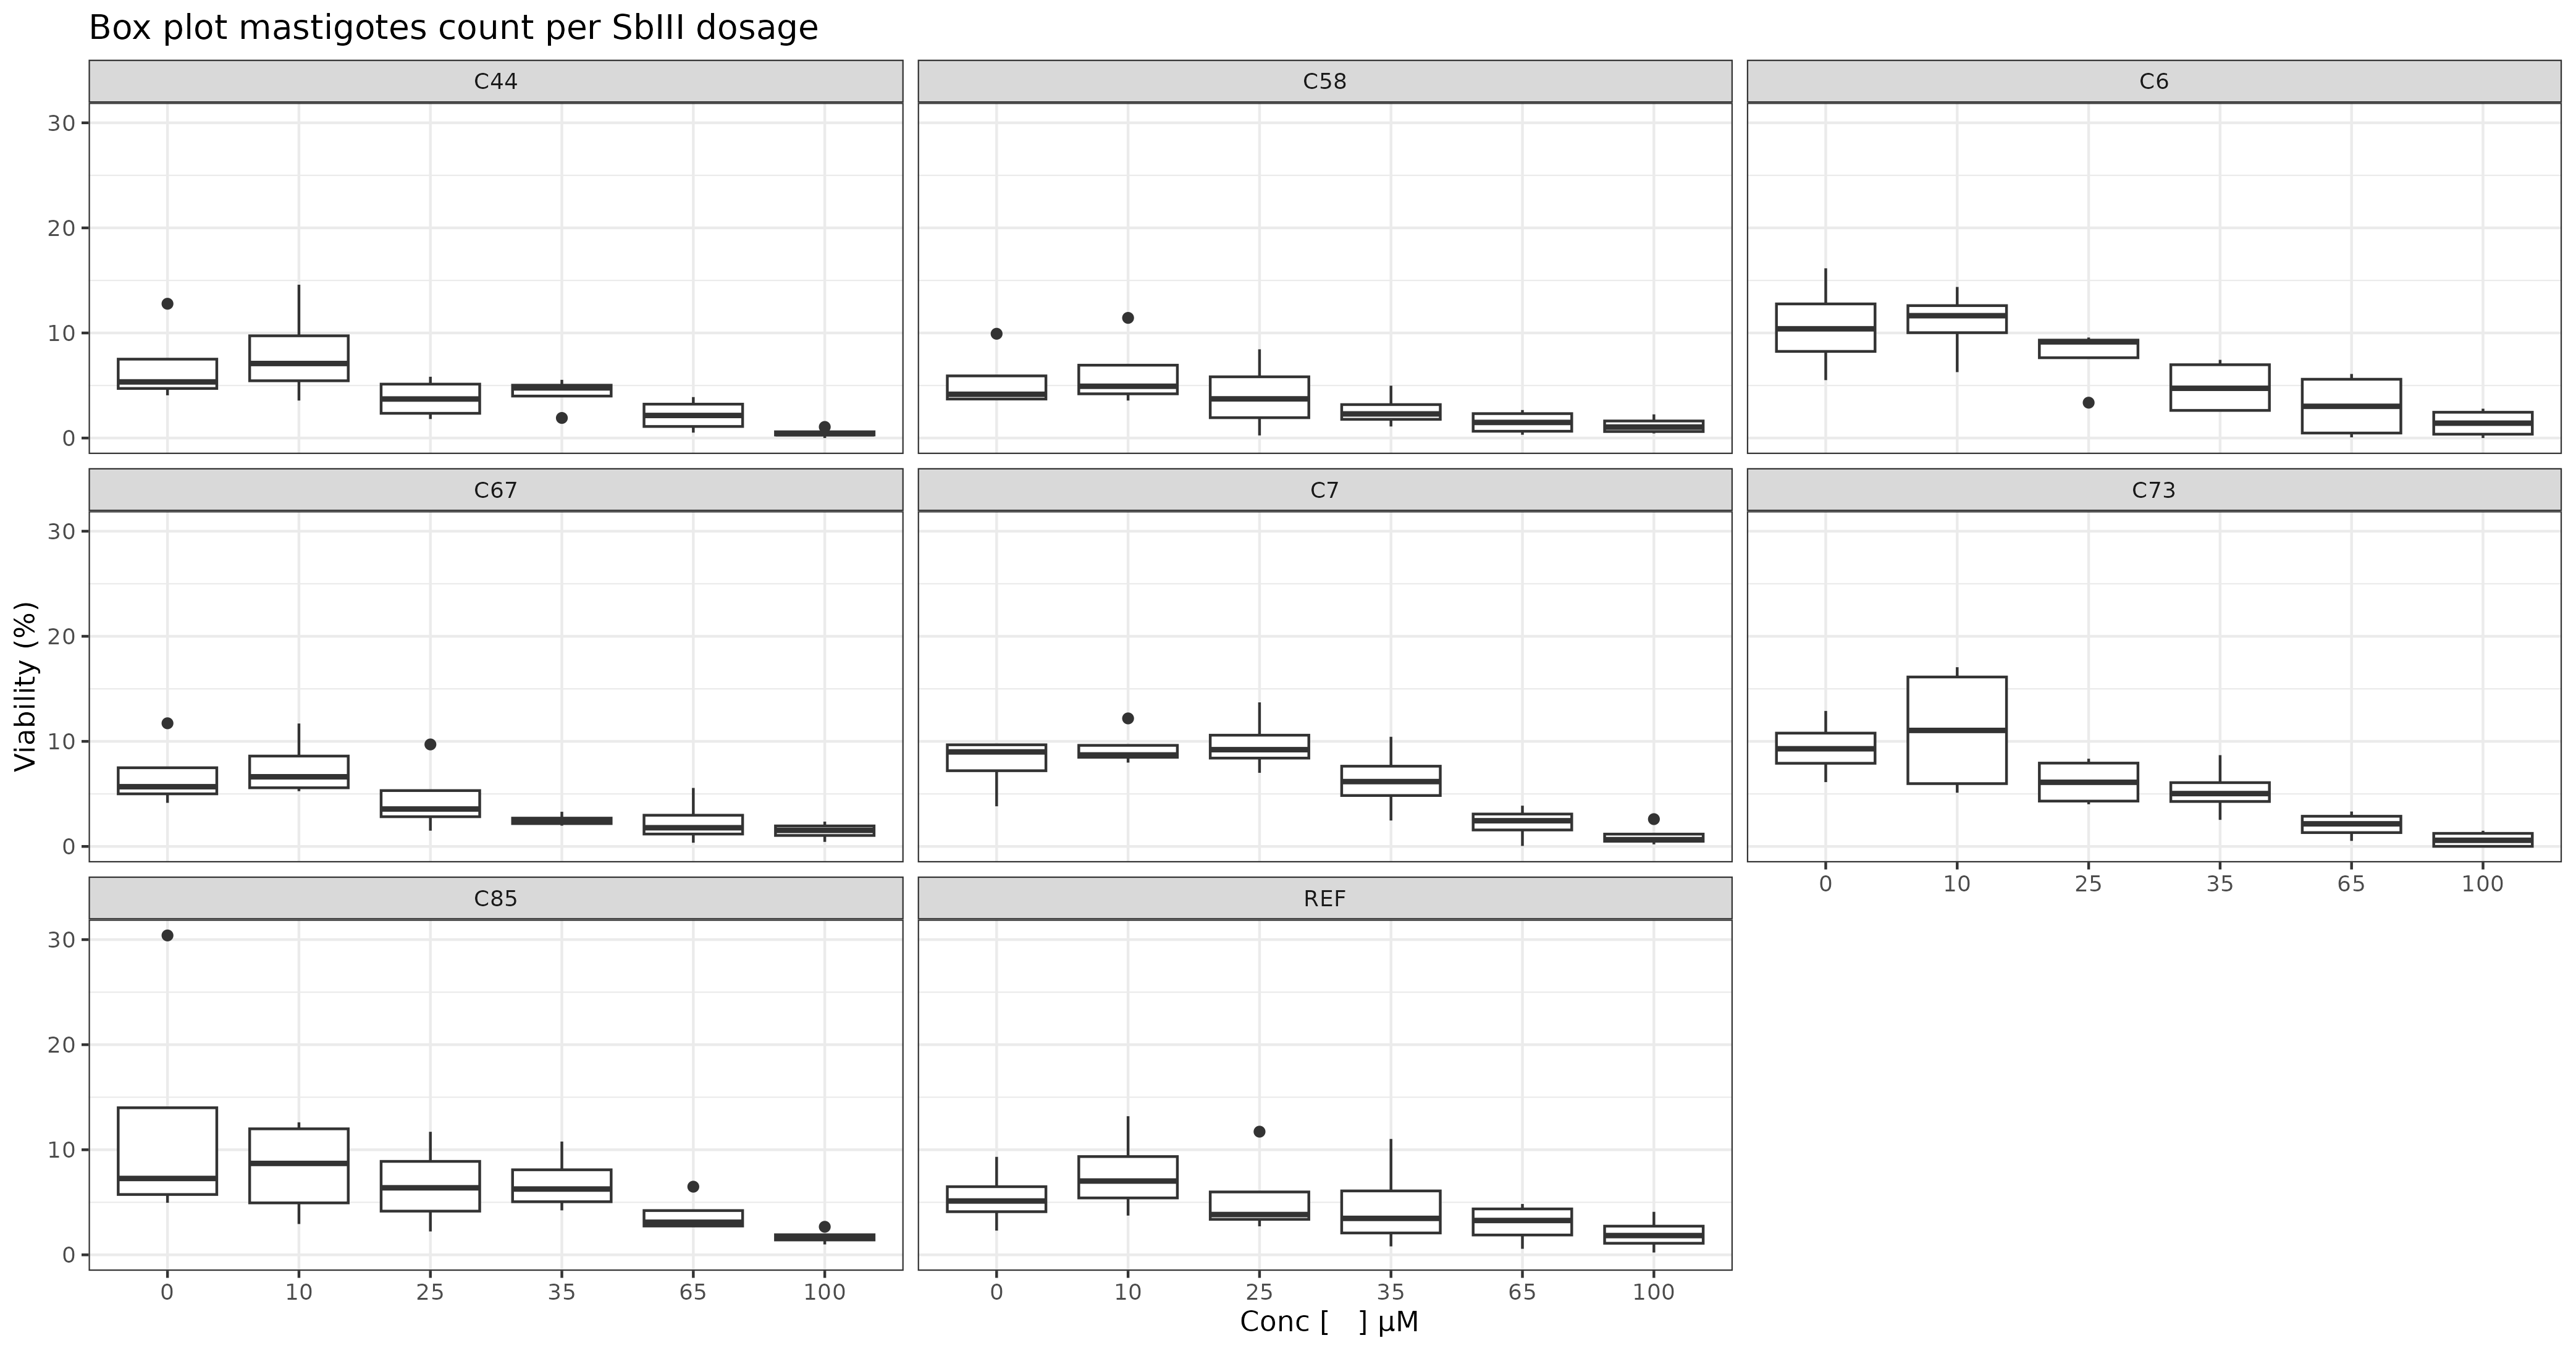 Box plot mastigotes count per SbIII dosage
C44 C58 C6
30
20
10
0
C67 C7 C73
30
20
10
0
Viability (%)
0 10 25 35 65 100
C85 REF
30
20
10
0
0 10 25 35 65 100 0 10 25 35 65 100
Conc [   ] µM